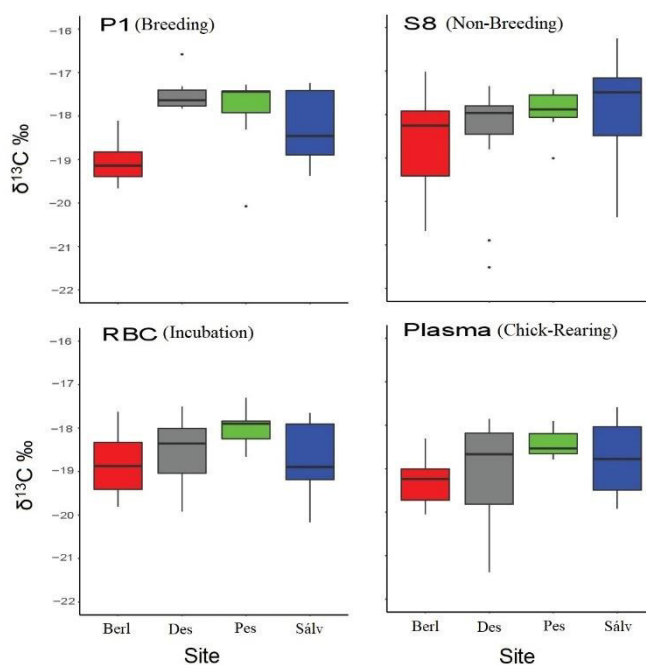 P1 (Breeding)
S8 (Non-Breeding)
δ¹³C ‰
−16
−17
−18
−19
−20
−21
−22
RBC (Incubation)
Plasma (Chick-Rearing)
δ¹³C ‰
−16
−17
−18
−19
−20
−21
−22
Berl Des Pes Sálv
Berl Des Pes Sálv
Site
Site